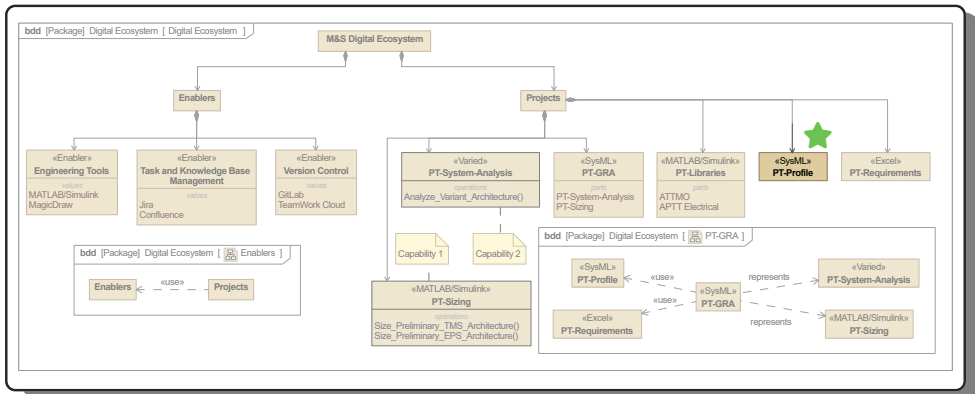 bdd [Package] Digital Ecosystem [ Digital Ecosystem ]
M&S Digital Ecosystem
Enablers
Projects
«Enabler»
Engineering Tools
values
MATLAB/Simulink
MagicDraw
«Enabler»
Task and Knowledge Base
Management
values
Jira
Confluence
«Enabler»
Version Control
values
GitLab
TeamWork Cloud
«Varied»
PT-System-Analysis
operations
Analyze_Variant_Architecture()
«SysML»
PT-GRA
parts
PT-System-Analysis
PT-Sizing
«MATLAB/Simulink»
PT-Libraries
parts
ATTMO
APTT Electrical
«SysML»
PT-Profile
«Excel»
PT-Requirements
Capability 1
Capability 2
«MATLAB/Simulink»
PT-Sizing
operations
Size_Preliminary_TMS_Architecture()
Size_Preliminary_EPS_Architecture()
bdd [Package] Digital Ecosystem [ Enablers ]
Enablers
«use»
Projects
bdd [Package] Digital Ecosystem [ PT-GRA ]
«SysML»
PT-Profile
«use»
«SysML»
PT-GRA
represents
«Varied»
PT-System-Analysis
«Excel»
PT-Requirements
«use»
represents
«MATLAB/Simulink»
PT-Sizing